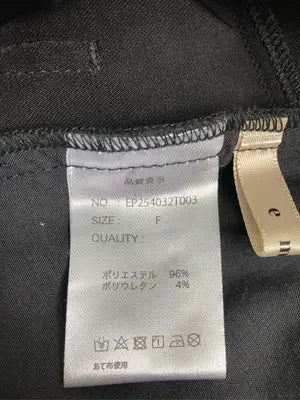 品質表示
NO : EP254032T003
SIZE : F
QUALITY :
ポリエステル 96%
ポリウレタン 4%
あて布使用
e m